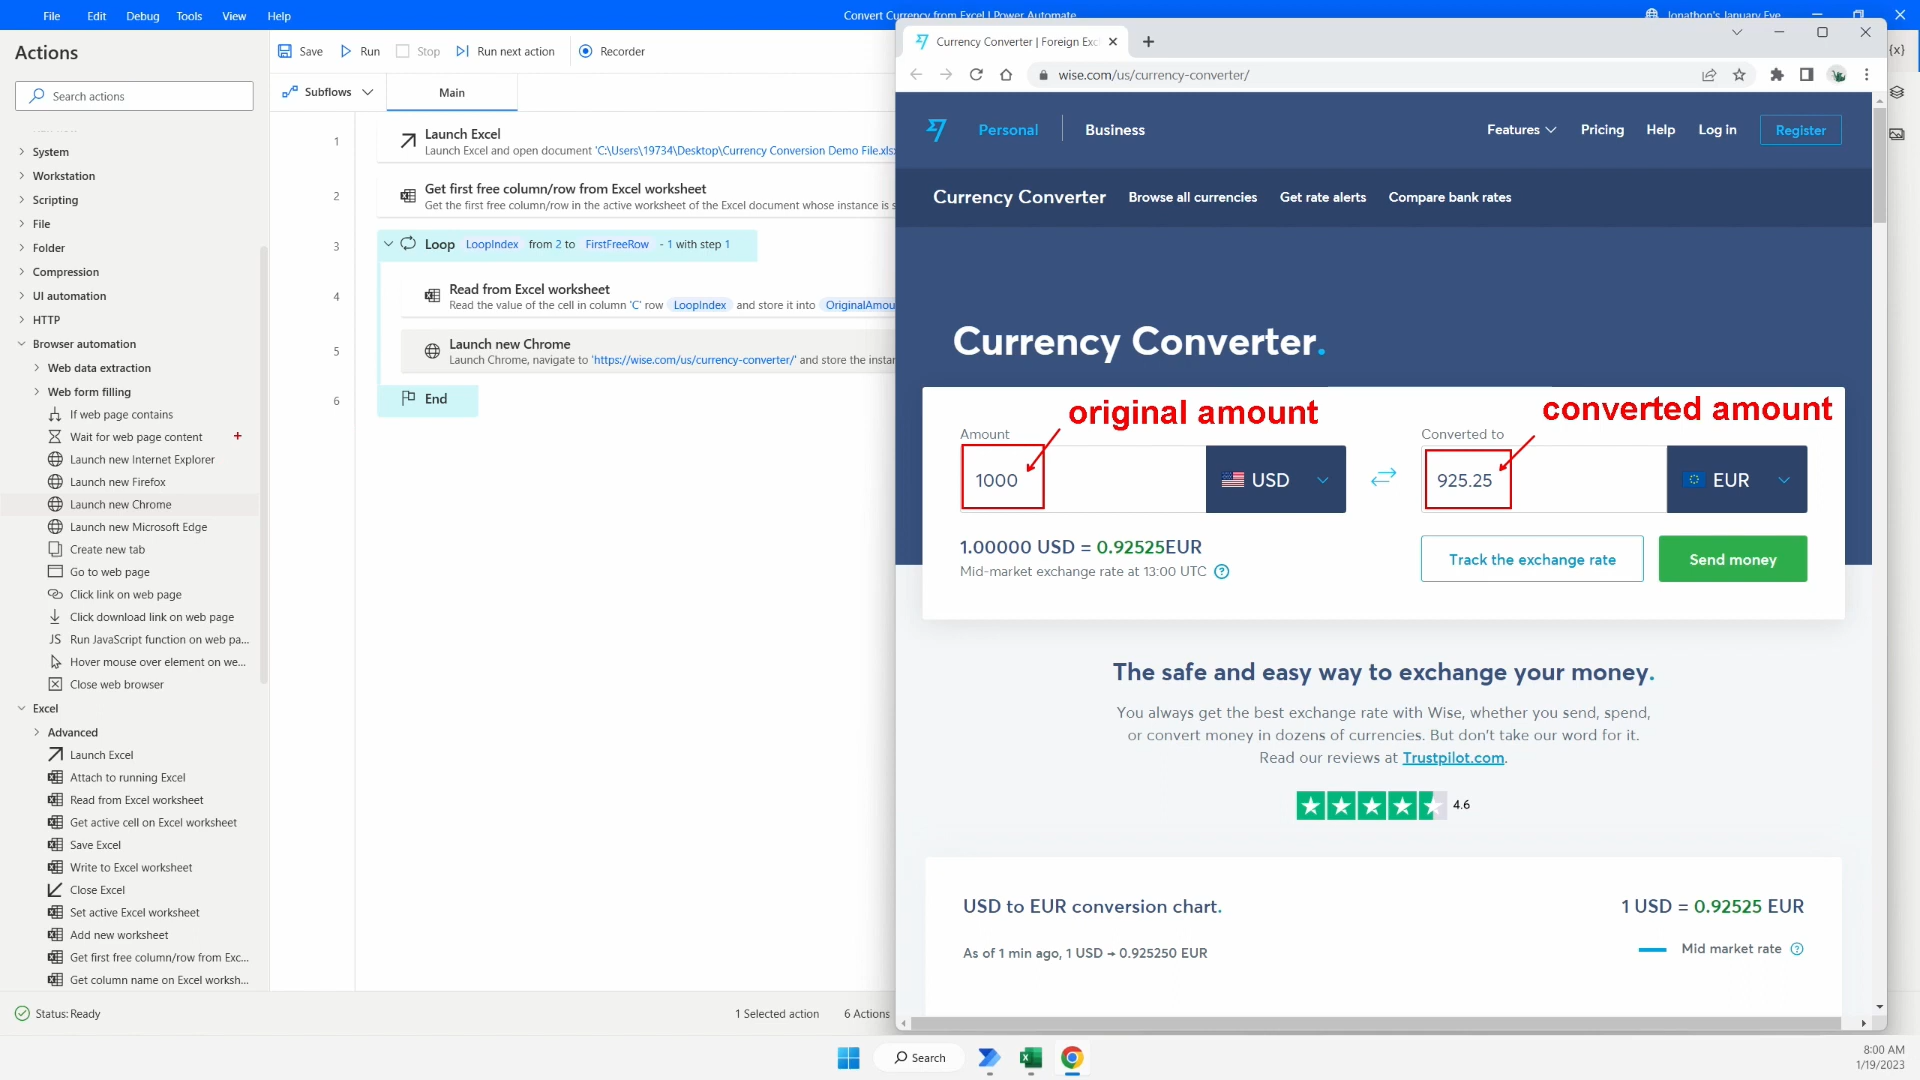 File Edit Debug Tools View Help
Convert Currency from Excel | Power Automate
Jonathon's January Eve
Actions
Save Run Stop Run next action Recorder
Search actions
Subflows Main
System
Workstation
Scripting
File
Folder
Compression
UI automation
HTTP
Browser automation
Web data extraction
Web form filling
If web page contains
Wait for web page content
Launch new Internet Explorer
Launch new Firefox
Launch new Chrome
Launch new Microsoft Edge
Create new tab
Go to web page
Click link on web page
Click download link on web page
JS Run JavaScript function on web pa...
Hover mouse over element on we...
Close web browser
Excel
Advanced
Launch Excel
Attach to running Excel
Read from Excel worksheet
Get active cell on Excel worksheet
Save Excel
Write to Excel worksheet
Close Excel
Set active Excel worksheet
Add new worksheet
Get first free column/row from Exc...
Get column name on Excel worksh...
1 Launch Excel
Launch Excel and open document 'C:\Users\19734\Desktop\Currency Conversion Demo File.xlsx
2 Get first free column/row from Excel worksheet
Get the first free column/row in the active worksheet of the Excel document whose instance is s
3 Loop LoopIndex from 2 to FirstFreeRow - 1 with step 1
4 Read from Excel worksheet
Read the value of the cell in column 'C' row LoopIndex and store it into OriginalAmou
5 Launch new Chrome
Launch Chrome, navigate to 'https://wise.com/us/currency-converter/' and store the instan
6 End
Status: Ready 1 Selected action 6 Actions
Currency Converter | Foreign Exc
wise.com/us/currency-converter/
{x}
Personal Business Features Pricing Help Log in Register
Currency Converter Browse all currencies Get rate alerts Compare bank rates
Currency Converter.
original amount converted amount
Amount Converted to
1000 USD 925.25 EUR
1.00000 USD = 0.92525EUR
Mid-market exchange rate at 13:00 UTC ?
Track the exchange rate Send money
The safe and easy way to exchange your money.
You always get the best exchange rate with Wise, whether you send, spend,
or convert money in dozens of currencies. But don't take our word for it.
Read our reviews at Trustpilot.com.
4.6
USD to EUR conversion chart. 1 USD = 0.92525 EUR
As of 1 min ago, 1 USD → 0.925250 EUR Mid market rate ?
Search
8:00 AM
1/19/2023